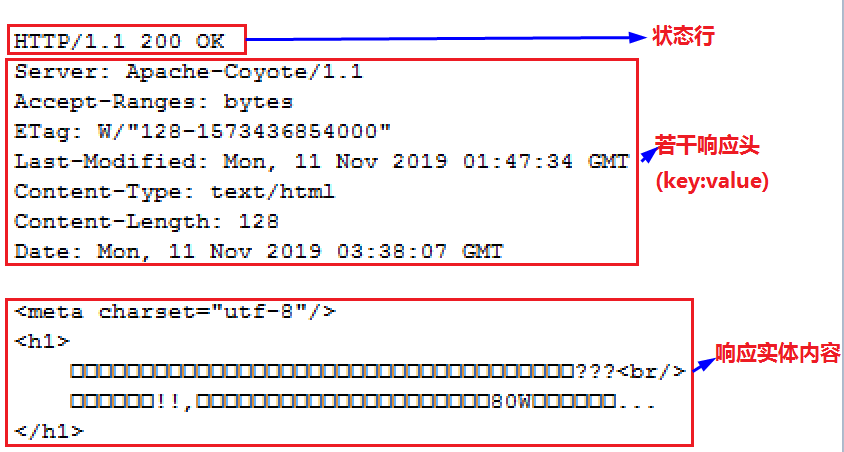 HTTP/1.1 200 OK
状态行
Server: Apache-Coyote/1.1
Accept-Ranges: bytes
ETag: W/"128-1573436854000"
Last-Modified: Mon, 11 Nov 2019 01:47:34 GMT
Content-Type: text/html
Content-Length: 128
Date: Mon, 11 Nov 2019 03:38:07 GMT
若干响应头
(key:value)
<meta charset="utf-8"/>
<h1>
□□□□□□□□□□□□□□□□□□□□□□□□□□□□□□□□□□□□???<br/>
□□□□□□!!,□□□□□□□□□□□□□□□□□□□□□80W□□□□□□...
</h1>
响应实体内容